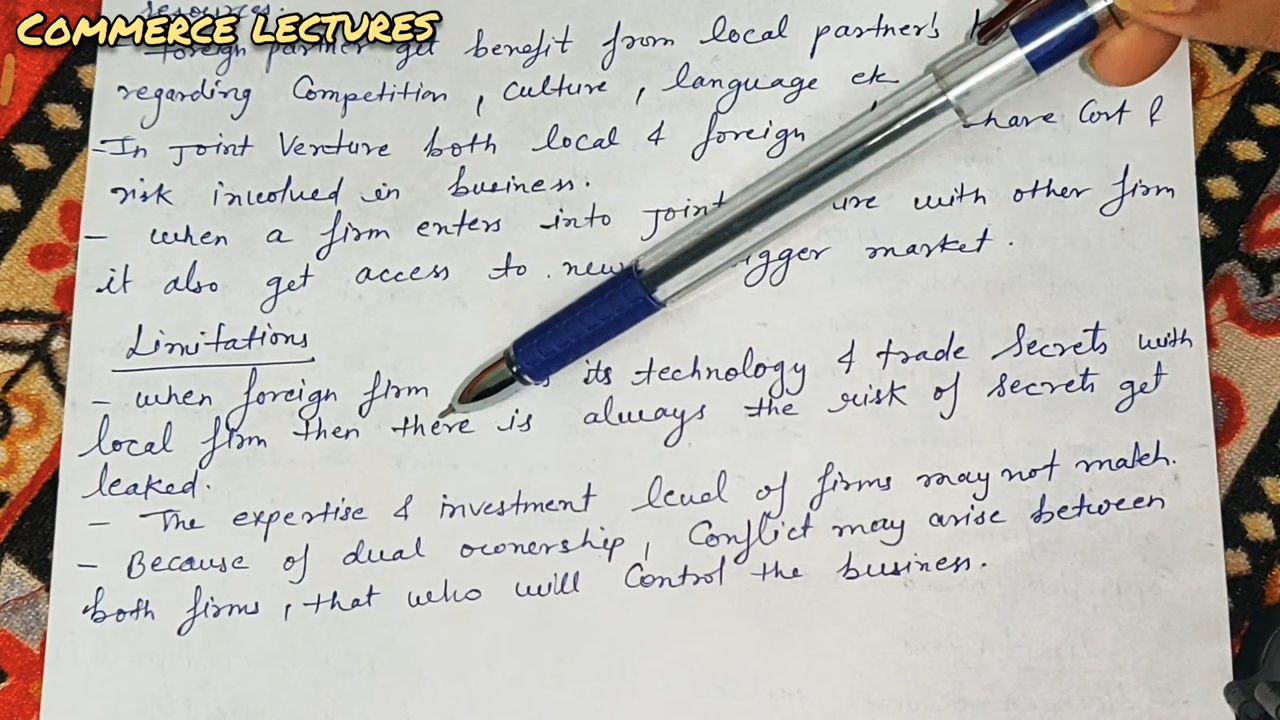 COMMERCE LECTURES
resources.
- foreign partner get benefit from local partner's
regarding Competition, culture, language etc
- In Joint Venture both local & foreign share Cost &
risk involved in business.
- when a firm enters into joint ure with other firm
it also get access to new igger market.
Limitations
- when foreign firm its technology & trade secrets with
local firm then there is always the risk of secrets get
leaked.
- The expertise & investment level of firms may not match.
- Because of dual ownership, Conflict may arise between
both firms, that who will Control the business.